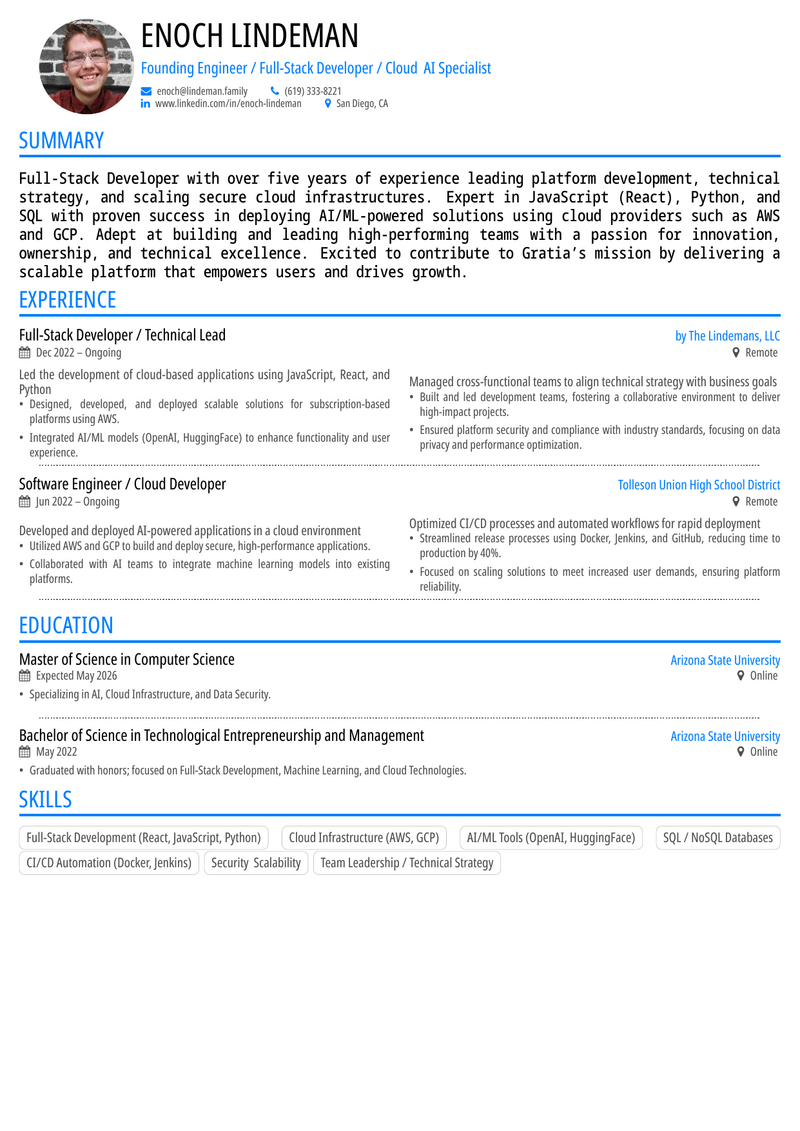 ENOCH LINDEMAN
Founding Engineer / Full-Stack Developer / Cloud AI Specialist
enoch@lindeman.family (619) 333-8221
www.linkedin.com/in/enoch-lindeman San Diego, CA
SUMMARY
Full-Stack Developer with over five years of experience leading platform development, technical
strategy, and scaling secure cloud infrastructures. Expert in JavaScript (React), Python, and
SQL with proven success in deploying AI/ML-powered solutions using cloud providers such as AWS
and GCP. Adept at building and leading high-performing teams with a passion for innovation,
ownership, and technical excellence. Excited to contribute to Gratia's mission by delivering a
scalable platform that empowers users and drives growth.
EXPERIENCE
Full-Stack Developer / Technical Lead by The Lindemans, LLC
Dec 2022 – Ongoing Remote
Led the development of cloud-based applications using JavaScript, React, and
Python
• Designed, developed, and deployed scalable solutions for subscription-based
platforms using AWS.
• Integrated AI/ML models (OpenAI, HuggingFace) to enhance functionality and user
experience.
Managed cross-functional teams to align technical strategy with business goals
• Built and led development teams, fostering a collaborative environment to deliver
high-impact projects.
• Ensured platform security and compliance with industry standards, focusing on data
privacy and performance optimization.
Software Engineer / Cloud Developer Tolleson Union High School District
Jun 2022 – Ongoing Remote
Developed and deployed AI-powered applications in a cloud environment
• Utilized AWS and GCP to build and deploy secure, high-performance applications.
• Collaborated with AI teams to integrate machine learning models into existing
platforms.
Optimized CI/CD processes and automated workflows for rapid deployment
• Streamlined release processes using Docker, Jenkins, and GitHub, reducing time to
production by 40%.
• Focused on scaling solutions to meet increased user demands, ensuring platform
reliability.
EDUCATION
Master of Science in Computer Science Arizona State University
Expected May 2026 Online
• Specializing in AI, Cloud Infrastructure, and Data Security.
Bachelor of Science in Technological Entrepreneurship and Management Arizona State University
May 2022 Online
• Graduated with honors; focused on Full-Stack Development, Machine Learning, and Cloud Technologies.
SKILLS
Full-Stack Development (React, JavaScript, Python) Cloud Infrastructure (AWS, GCP) AI/ML Tools (OpenAI, HuggingFace) SQL / NoSQL Databases
CI/CD Automation (Docker, Jenkins) Security Scalability Team Leadership / Technical Strategy